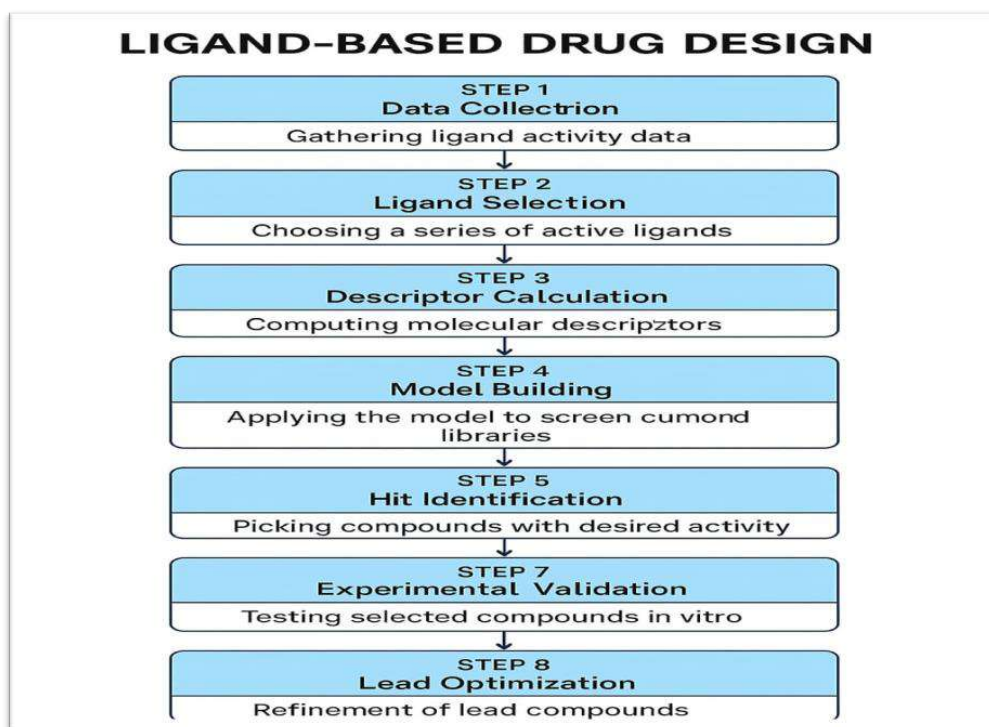 LIGAND-BASED DRUG DESIGN
STEP 1
Data Collectrion
Gathering ligand activity data
STEP 2
Ligand Selection
Choosing a series of active ligands
STEP 3
Descriptor Calculation
Computing molecular descripztors
STEP 4
Model Building
Applying the model to screen cumond
libraries
STEP 5
Hit Identification
Picking compounds with desired activity
STEP 7
Experimental Validation
Testing selected compounds in vitro
STEP 8
Lead Optimization
Refinement of lead compounds